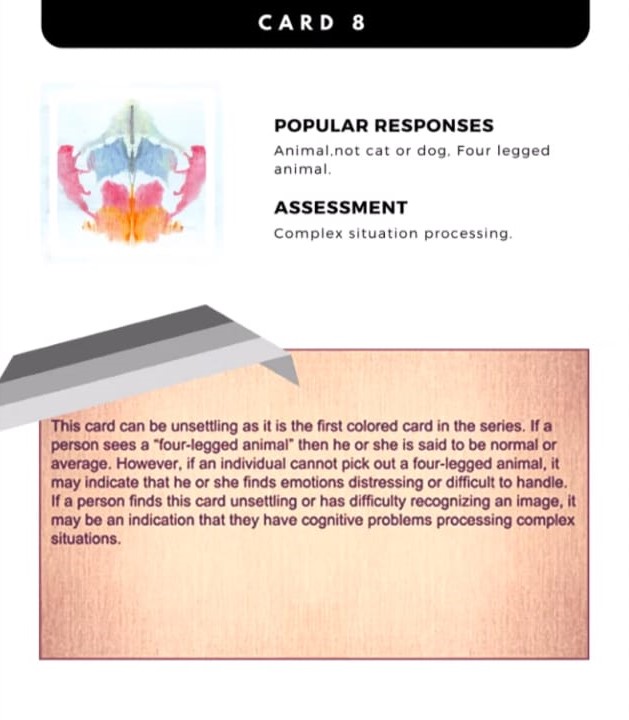 CARD 8
POPULAR RESPONSES
Animal,not cat or dog, Four legged
animal.
ASSESSMENT
Complex situation processing.
This card can be unsettling as it is the first colored card in the series. If a
person sees a "four-legged animal" then he or she is said to be normal or
average. However, if an individual cannot pick out a four-legged animal, it
may indicate that he or she finds emotions distressing or difficult to handle.
If a person finds this card unsettling or has difficulty recognizing an image, it
may be an indication that they have cognitive problems processing complex
situations.